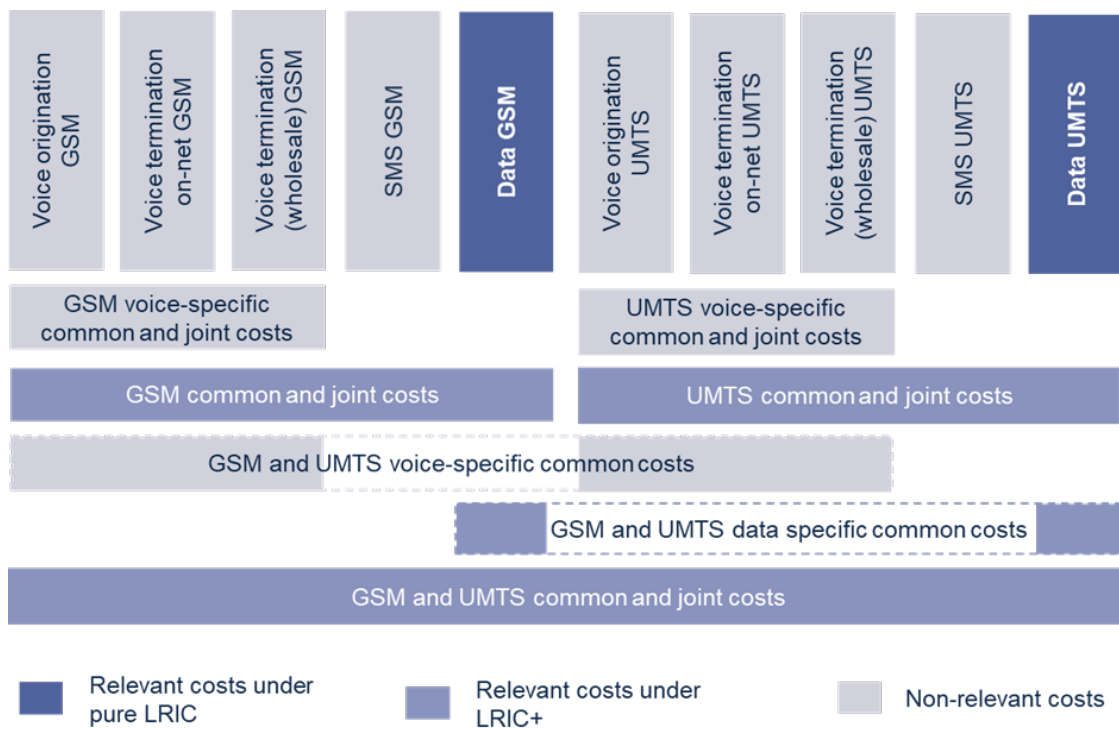 Voice origination
GSM
Voice termination
on-net GSM
Voice termination
(wholesale) GSM
SMS GSM
Data GSM
Voice origination
UMTS
Voice termination
on-net UMTS
Voice termination
(wholesale) UMTS
SMS UMTS
Data UMTS
GSM voice-specific
common and joint costs
UMTS voice-specific
common and joint costs
GSM common and joint costs
UMTS common and joint costs
GSM and UMTS voice-specific common costs
GSM and UMTS data specific common costs
GSM and UMTS common and joint costs
Relevant costs under
pure LRIC
Relevant costs under
LRIC+
Non-relevant costs